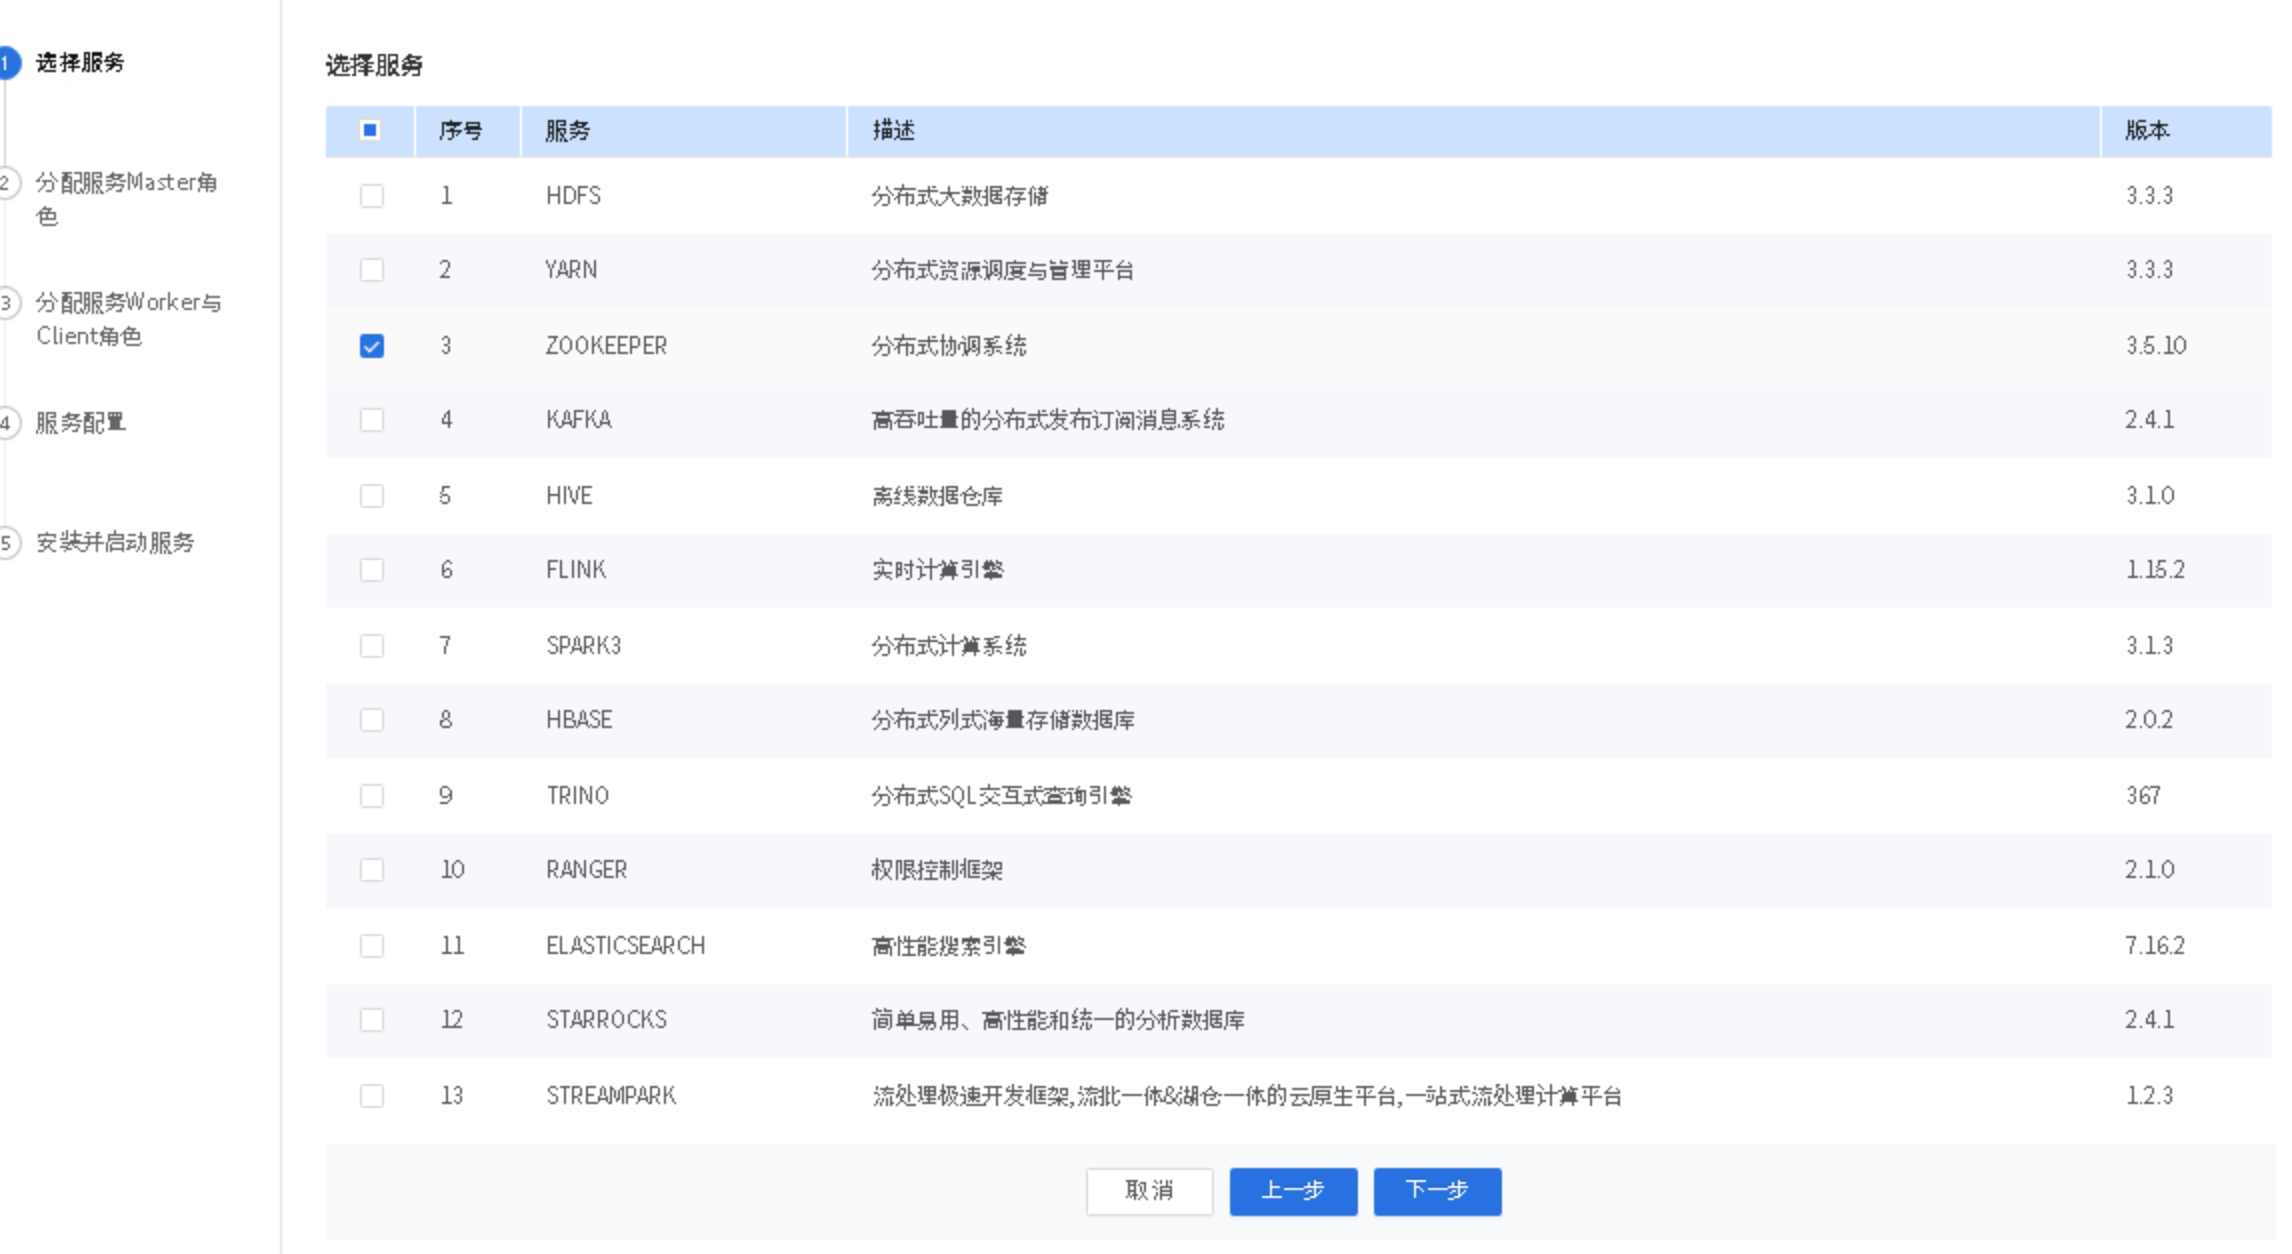 1 选择服务
2 分配服务Master角
色
3 分配服务Worker与
Client角色
4 服务配置
5 安装并启动服务
选择服务
序号 服务 描述 版本
1 HDFS 分布式大数据存储 3.3.3
2 YARN 分布式资源调度与管理平台 3.3.3
3 ZOOKEEPER 分布式协调系统 3.5.10
4 KAFKA 高吞吐量的分布式发布订阅消息系统 2.4.1
5 HIVE 离线数据仓库 3.1.0
6 FLINK 实时计算引擎 1.15.2
7 SPARK3 分布式计算系统 3.1.3
8 HBASE 分布式列式海量存储数据库 2.0.2
9 TRINO 分布式SQL交互式查询引擎 367
10 RANGER 权限控制框架 2.1.0
11 ELASTICSEARCH 高性能搜索引擎 7.16.2
12 STARROCKS 简单易用、高性能和统一的分析数据库 2.4.1
13 STREAMPARK 流处理极速开发框架,流批一体&湖仓一体的云原生平台,一站式流处理计算平台 1.2.3
取消 上一步 下一步